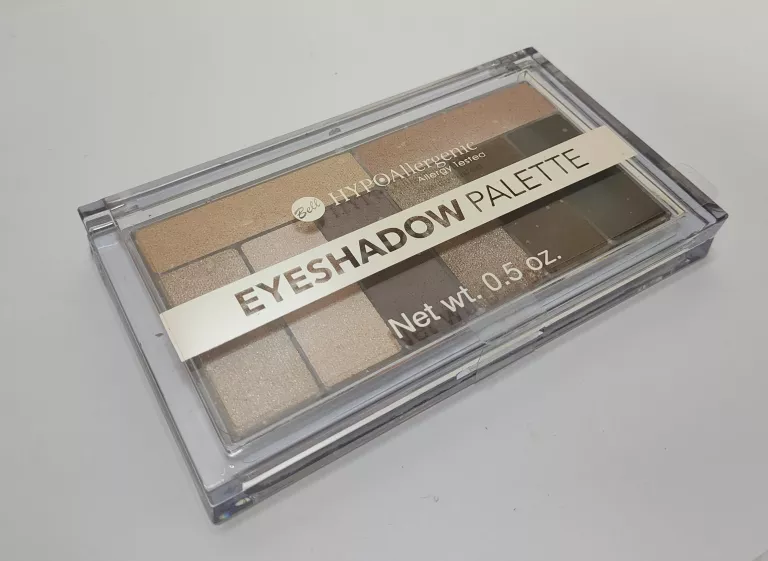 Bell HYPOAllergenic
Allergy Tested
EYESHADOW PALETTE
Net wt. 0.5 oz.